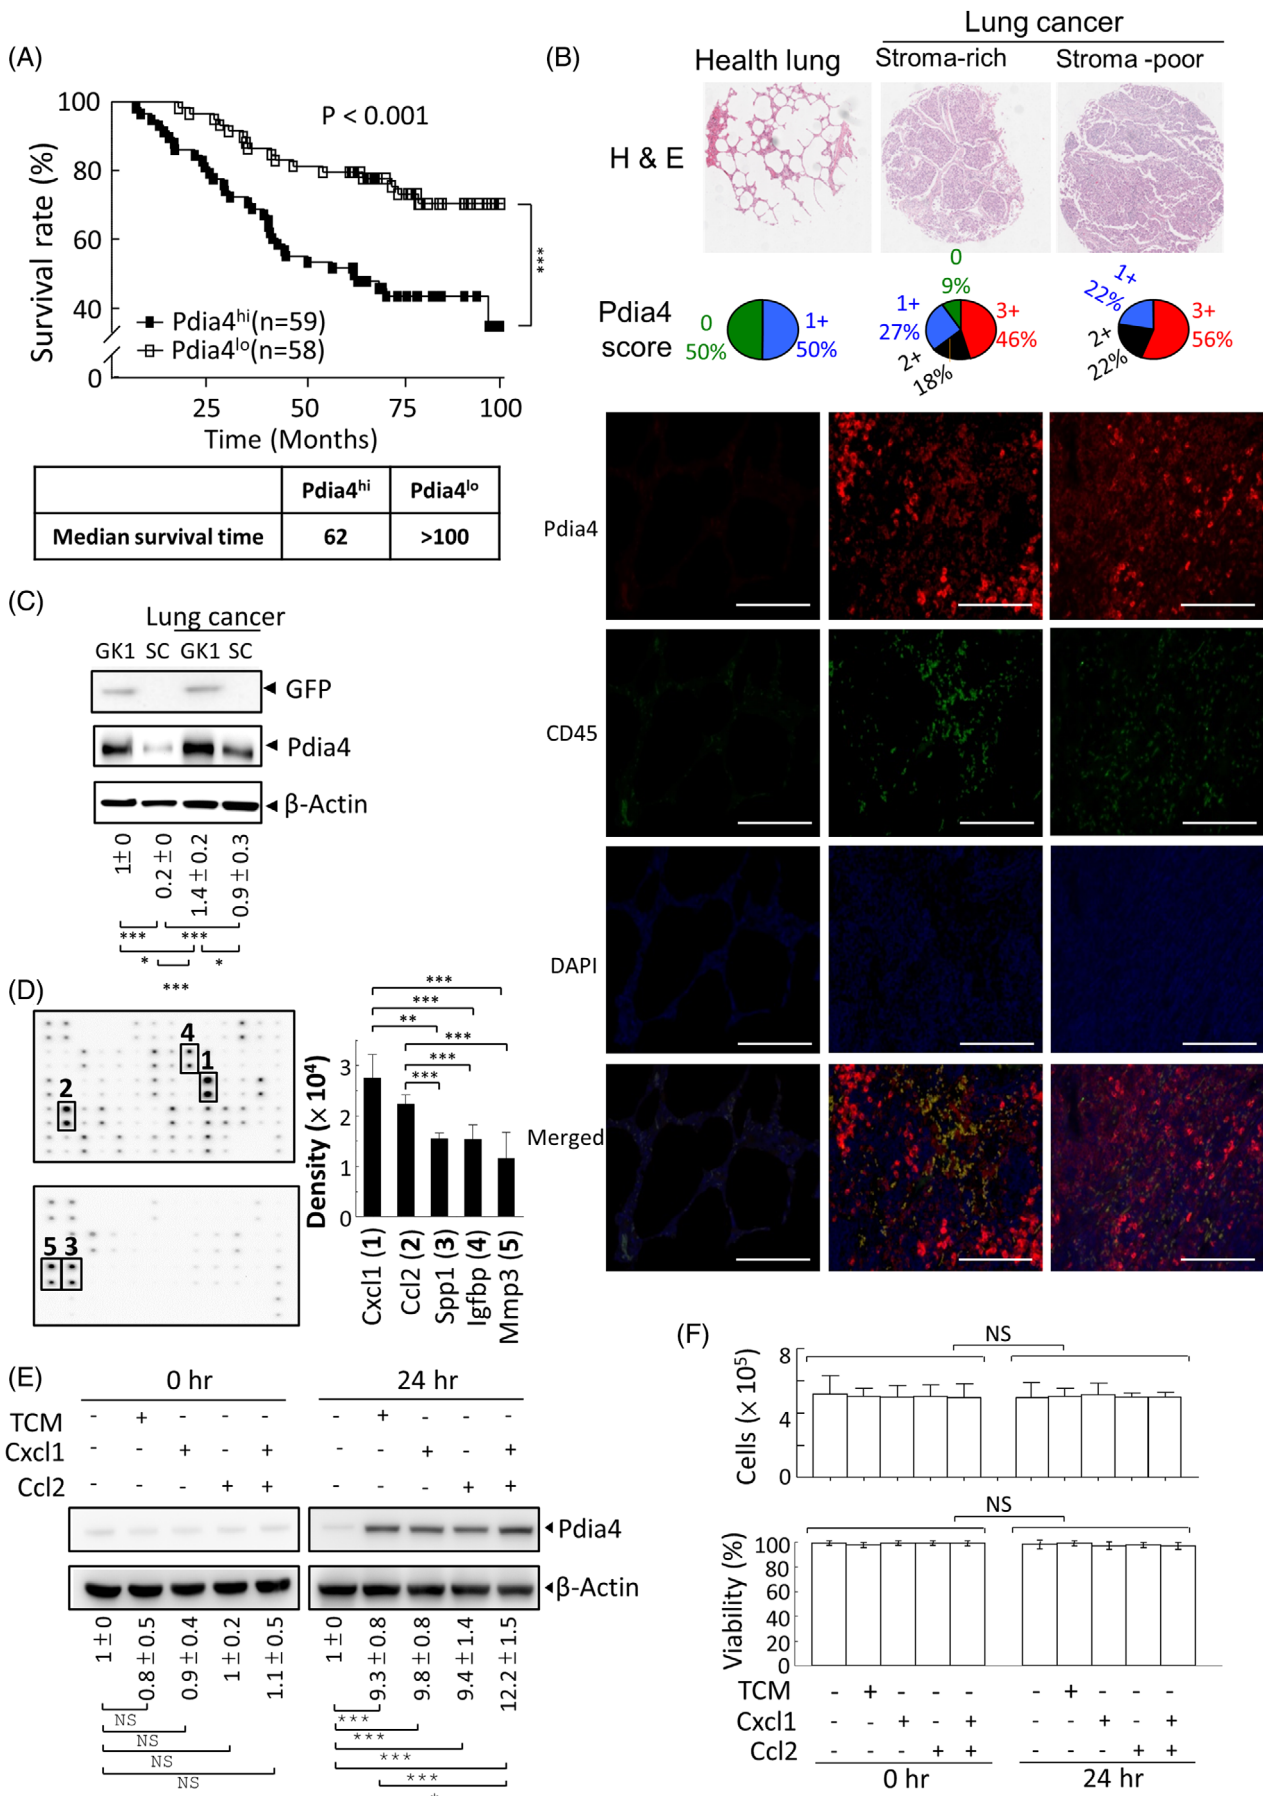 (A)
100
80
60
40
0
Survival rate (%)
P < 0.001
***
Pdia4hi(n=59)
Pdia4lo(n=58)
25 50 75 100
Time (Months)
Pdia4hi Pdia4lo
Median survival time 62 >100
(B)
Lung cancer
Health lung Stroma-rich Stroma -poor
H & E
Pdia4
score
0
50%
1+
50%
0
9%
1+
27%
2+
18%
3+
46%
1+
22%
2+
22%
3+
56%
Pdia4
CD45
DAPI
Merged
(C)
Lung cancer
GK1 SC GK1 SC
GFP
Pdia4
β-Actin
1± 0
0.2 ± 0
1.4 ± 0.2
0.9 ± 0.3
*** ***
* *
***
(D)
4
1
2
5 3
***
***
**
***
***
***
Density (× 10⁴)
3
2
1
0
Cxcl1 (1)
Ccl2 (2)
Spp1 (3)
Igfbp (4)
Mmp3 (5)
(E)
0 hr 24 hr
TCM - + - - - - + - - -
Cxcl1 - - + - + - - + - +
Ccl2 - - - + + - - - + +
Pdia4
β-Actin
1 ± 0
0.8 ± 0.5
0.9 ± 0.4
1 ± 0.2
1.1 ± 0.5
1 ± 0
9.3 ± 0.8
9.8 ± 0.8
9.4 ± 1.4
12.2 ± 1.5
NS
NS
NS
NS
***
***
***
***
*
(F)
NS
Cells (× 10⁵)
8
4
0
NS
Viability (%)
100
80
60
40
20
0
TCM - + - - - - + - - -
Cxcl1 - - + - + - - + - +
Ccl2 - - - + + - - - + +
0 hr 24 hr